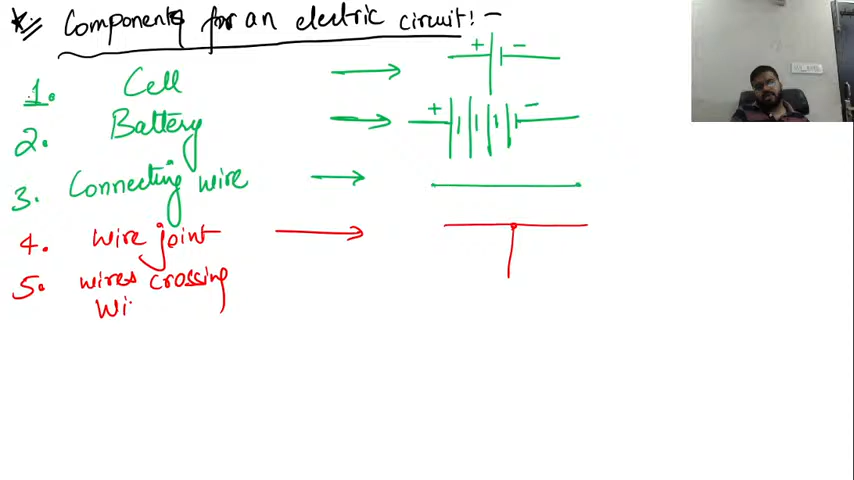 * Components for an electric circuit! -
1. Cell → + -
2. Battery → + -
3. Connecting wire →
4. wire joint →
5. wires crossing
Wi